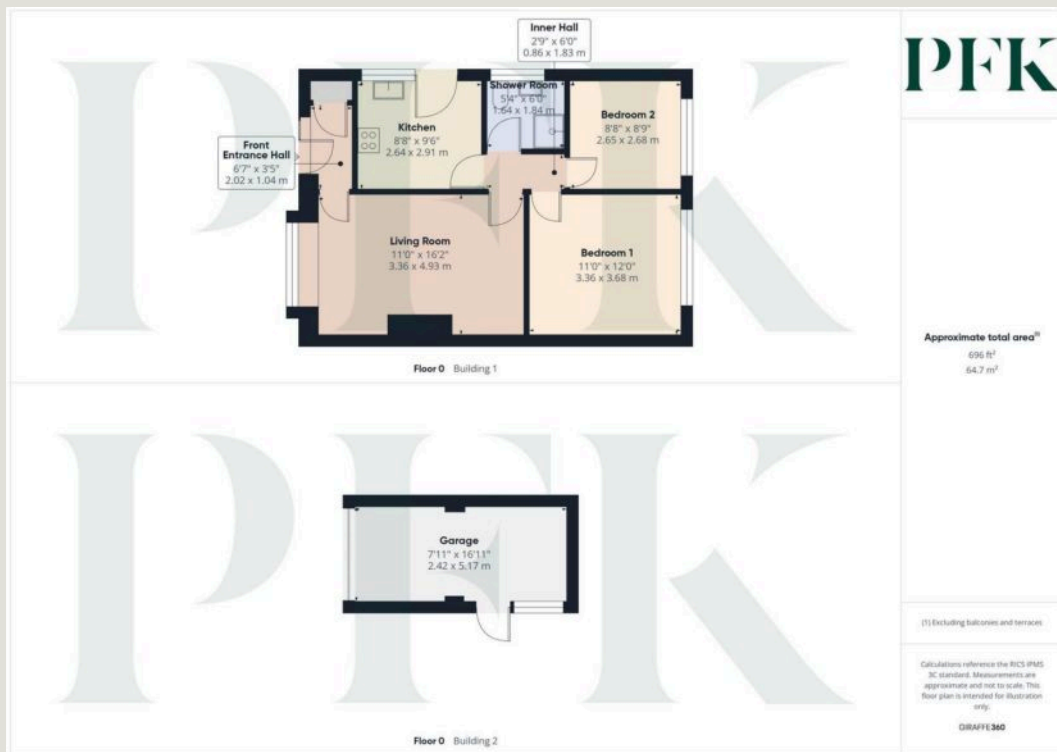 PFK
Inner Hall
2'9" x 6'0"
0.86 x 1.83 m
Shower Room
5'4" x 6'0"
1.64 x 1.84 m
Bedroom 2
8'8" x 8'9"
2.65 x 2.68 m
Kitchen
8'8" x 9'6"
2.64 x 2.91 m
Front
Entrance Hall
6'7" x 3'5"
2.02 x 1.04 m
Living Room
11'0" x 16'2"
3.36 x 4.93 m
Bedroom 1
11'0" x 12'0"
3.36 x 3.68 m
Floor 0 Building 1
PFK
Garage
7'11" x 16'11"
2.42 x 5.17 m
Floor 0 Building 2
PFK
Approximate total area(1)
696 ft²
64.7 m²
(1) Excluding balconies and terraces
Calculations reference the RICS IPMS
3C standard. Measurements are
approximate and not to scale. This
floor plan is intended for illustration
only.
GIRAFFE360